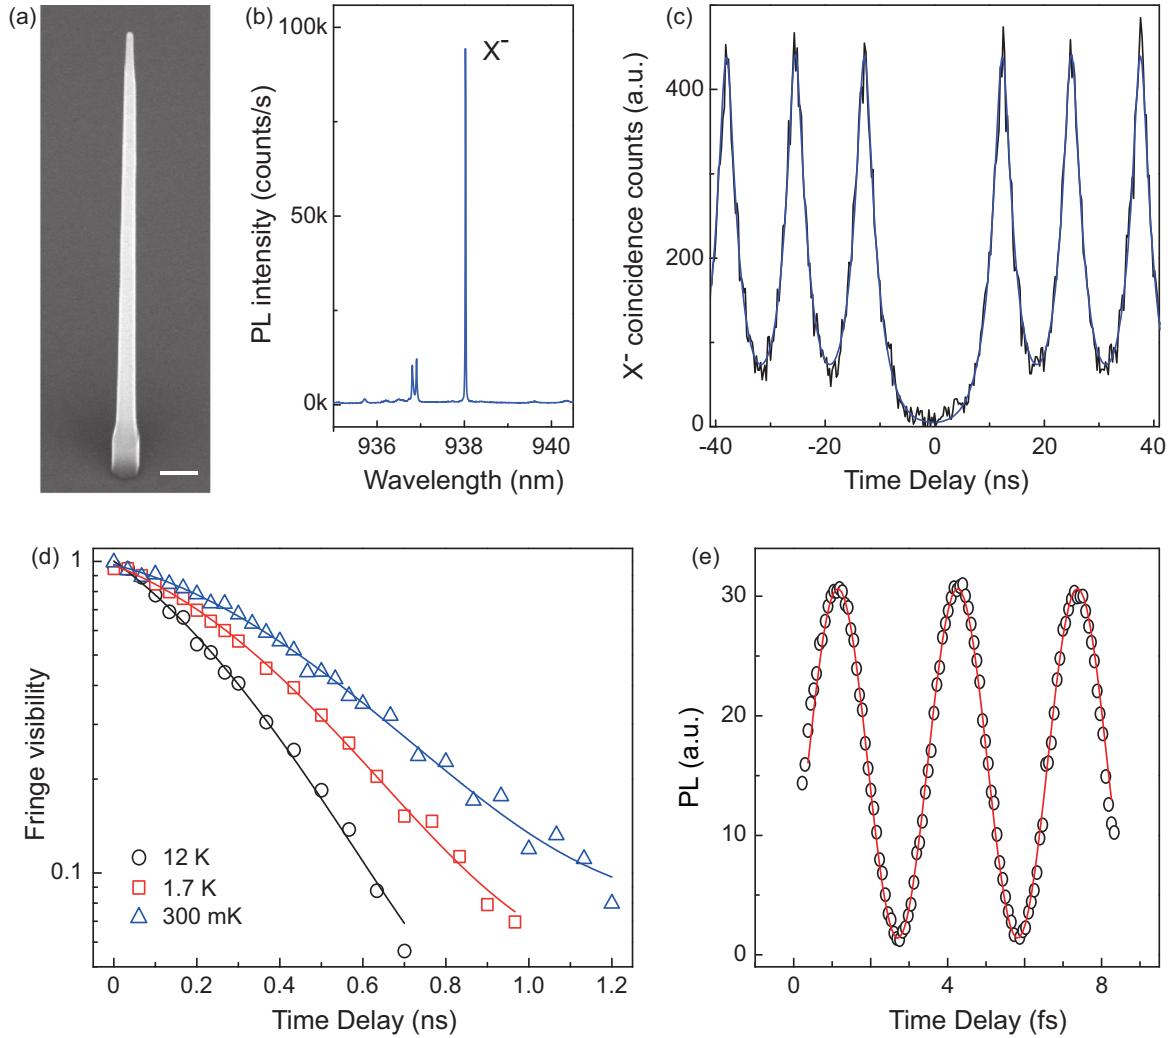 (a)
(b)
100k
50k
0k
X⁻
PL intensity (counts/s)
936
938
940
Wavelength (nm)
(c)
400
200
0
X⁻ coincidence counts (a.u.)
-40
-20
0
20
40
Time Delay (ns)
(d)
1
0.1
Fringe visibility
12 K
1.7 K
300 mK
0
0.2
0.4
0.6
0.8
1.0
1.2
Time Delay (ns)
(e)
30
20
10
0
PL (a.u.)
0
4
8
Time Delay (fs)